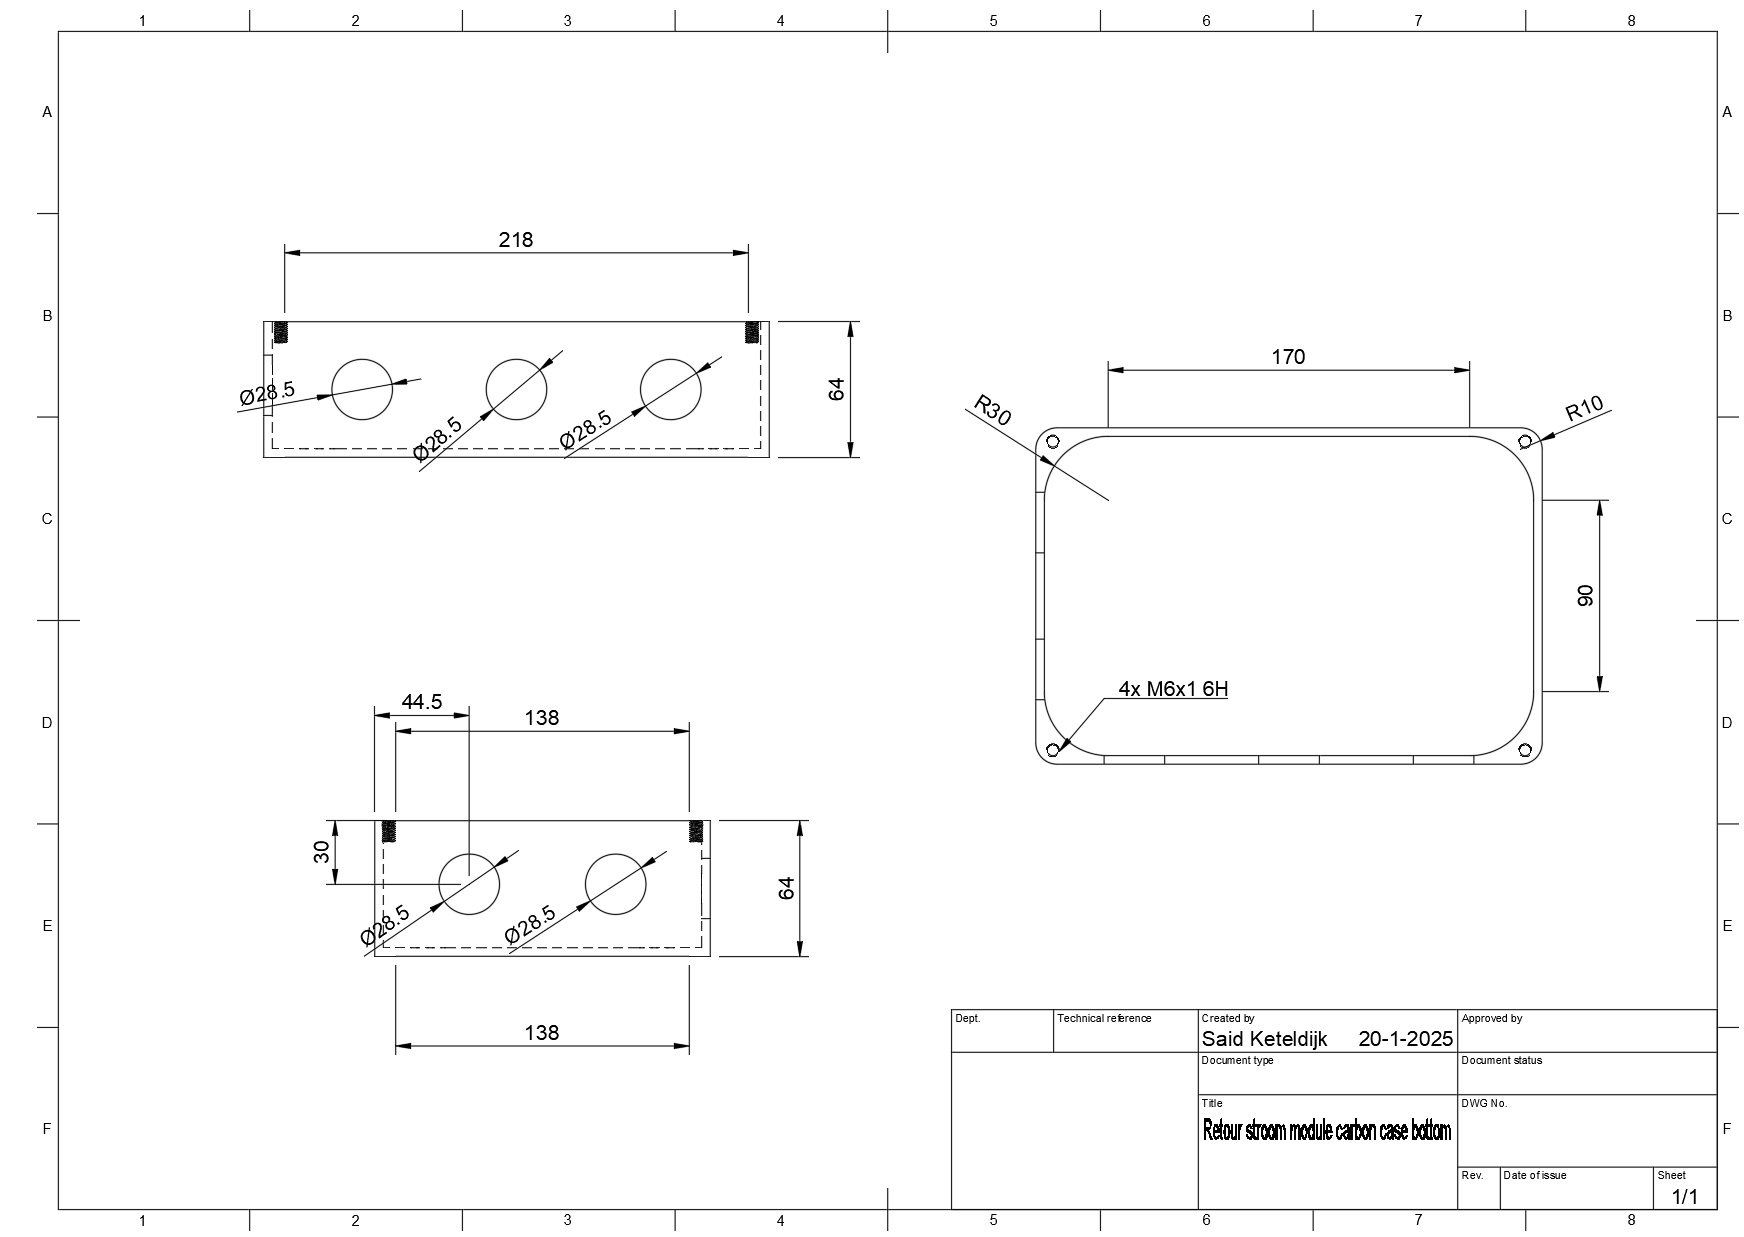 1 2 3 4 5 6 7 8
A A
218
B B
170
64
Ø28.5
R30
R10
Ø28.5
Ø28.5
C C
90
4x M6x1 6H
44.5
138
D D
30
64
Ø28.5
Ø28.5
E E
138
Dept.
Technical reference
Created by
Said Keteldijk 20-1-2025
Approved by
Document type
Document status
Title
Retour stroom module carbon case bottom
DWG No.
F F
Rev.
Date of issue
Sheet
1/1
1 2 3 4 5 6 7 8